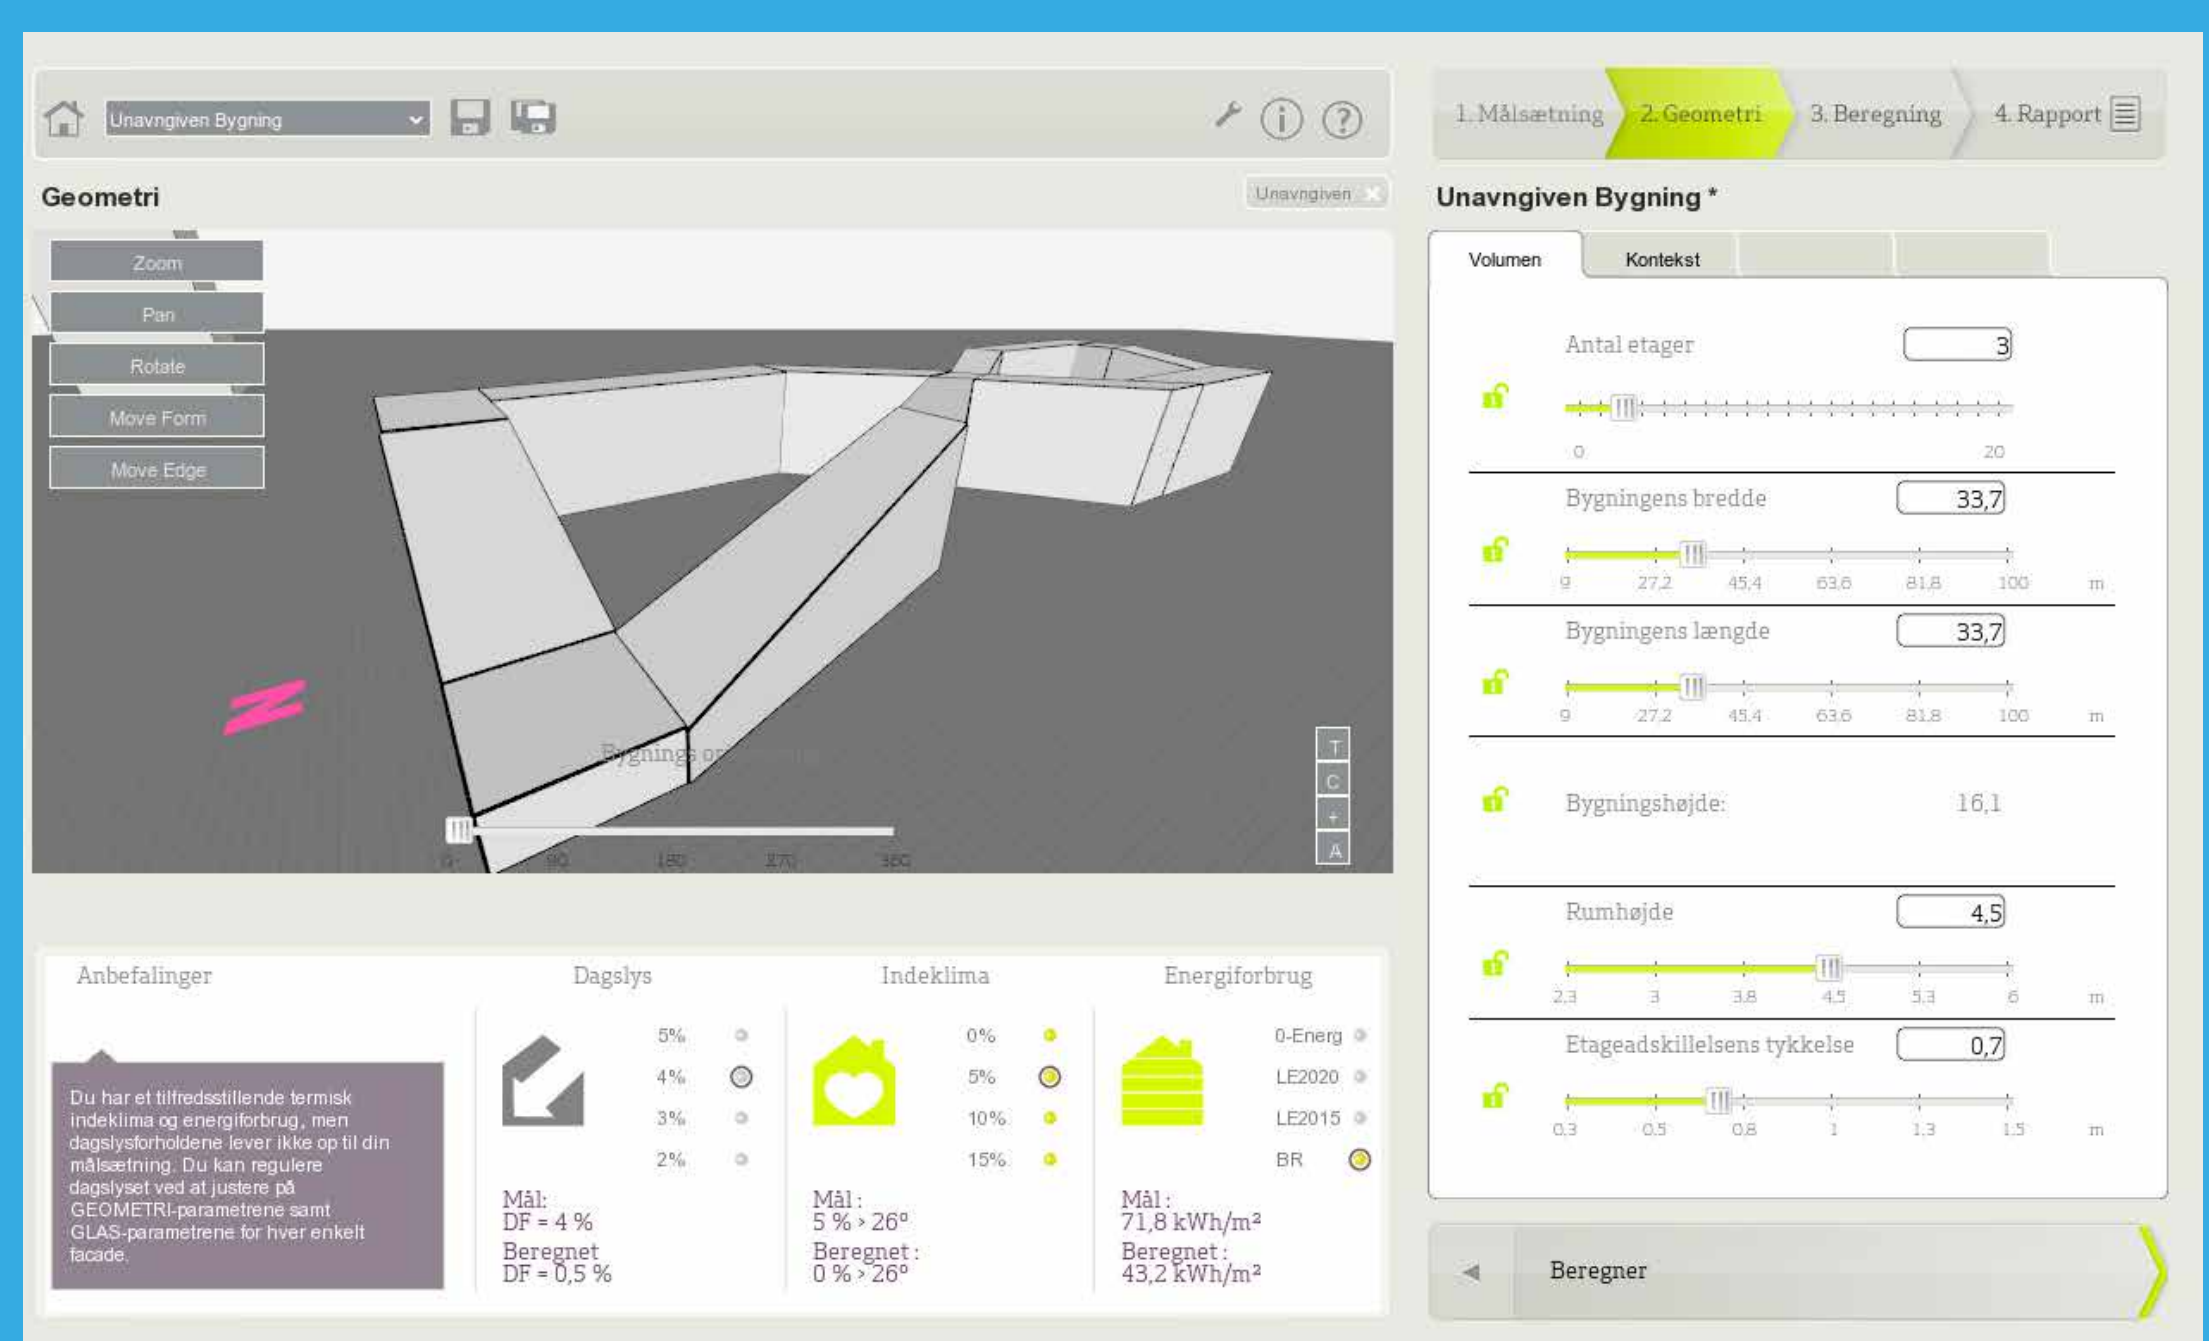 Unavngiven Bygning
1. Målsætning
2. Geometri
3. Beregning
4. Rapport
Geometri
Unavngiven
Zoom
Pan
Rotate
Move Form
Move Edge
Bygnings
0 90 180 270 360
T
C
+
A
Unavngiven Bygning *
Volumen
Kontekst
Antal etager 3
0 20
Bygningens bredde 33,7
9 27,2 45,4 63,6 81,8 100 m
Bygningens længde 33,7
9 27,2 45,4 63,6 81,8 100 m
Bygningshøjde: 16,1
Rumhøjde 4,5
2,3 3 3,8 4,5 5,3 6 m
Etageadskillelsens tykkelse 0,7
0,3 0,5 0,8 1 1,3 1,5 m
Beregner
Anbefalinger
Du har et tilfredsstillende termisk
indeklima og energiforbrug, men
dagslysforholdene lever ikke op til din
målsætning. Du kan regulere
dagslyset ved at justere på
GEOMETRI-parametrene samt
GLAS-parametrene for hver enkelt
facade.
Dagslys
5%
4%
3%
2%
Mål:
DF = 4 %
Beregnet
DF = 0,5 %
Indeklima
0%
5%
10%
15%
Mål :
5 % > 26º
Beregnet :
0 % > 26º
Energiforbrug
0-Energ
LE2020
LE2015
BR
Mål :
71,8 kWh/m²
Beregnet :
43,2 kWh/m²